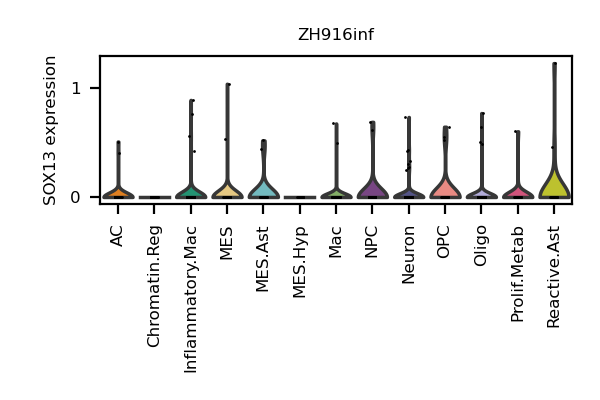 ZH916inf
SOX13 expression
1
0
AC
Chromatin.Reg
Inflammatory.Mac
MES
MES.Ast
MES.Hyp
Mac
NPC
Neuron
OPC
Oligo
Prolif.Metab
Reactive.Ast